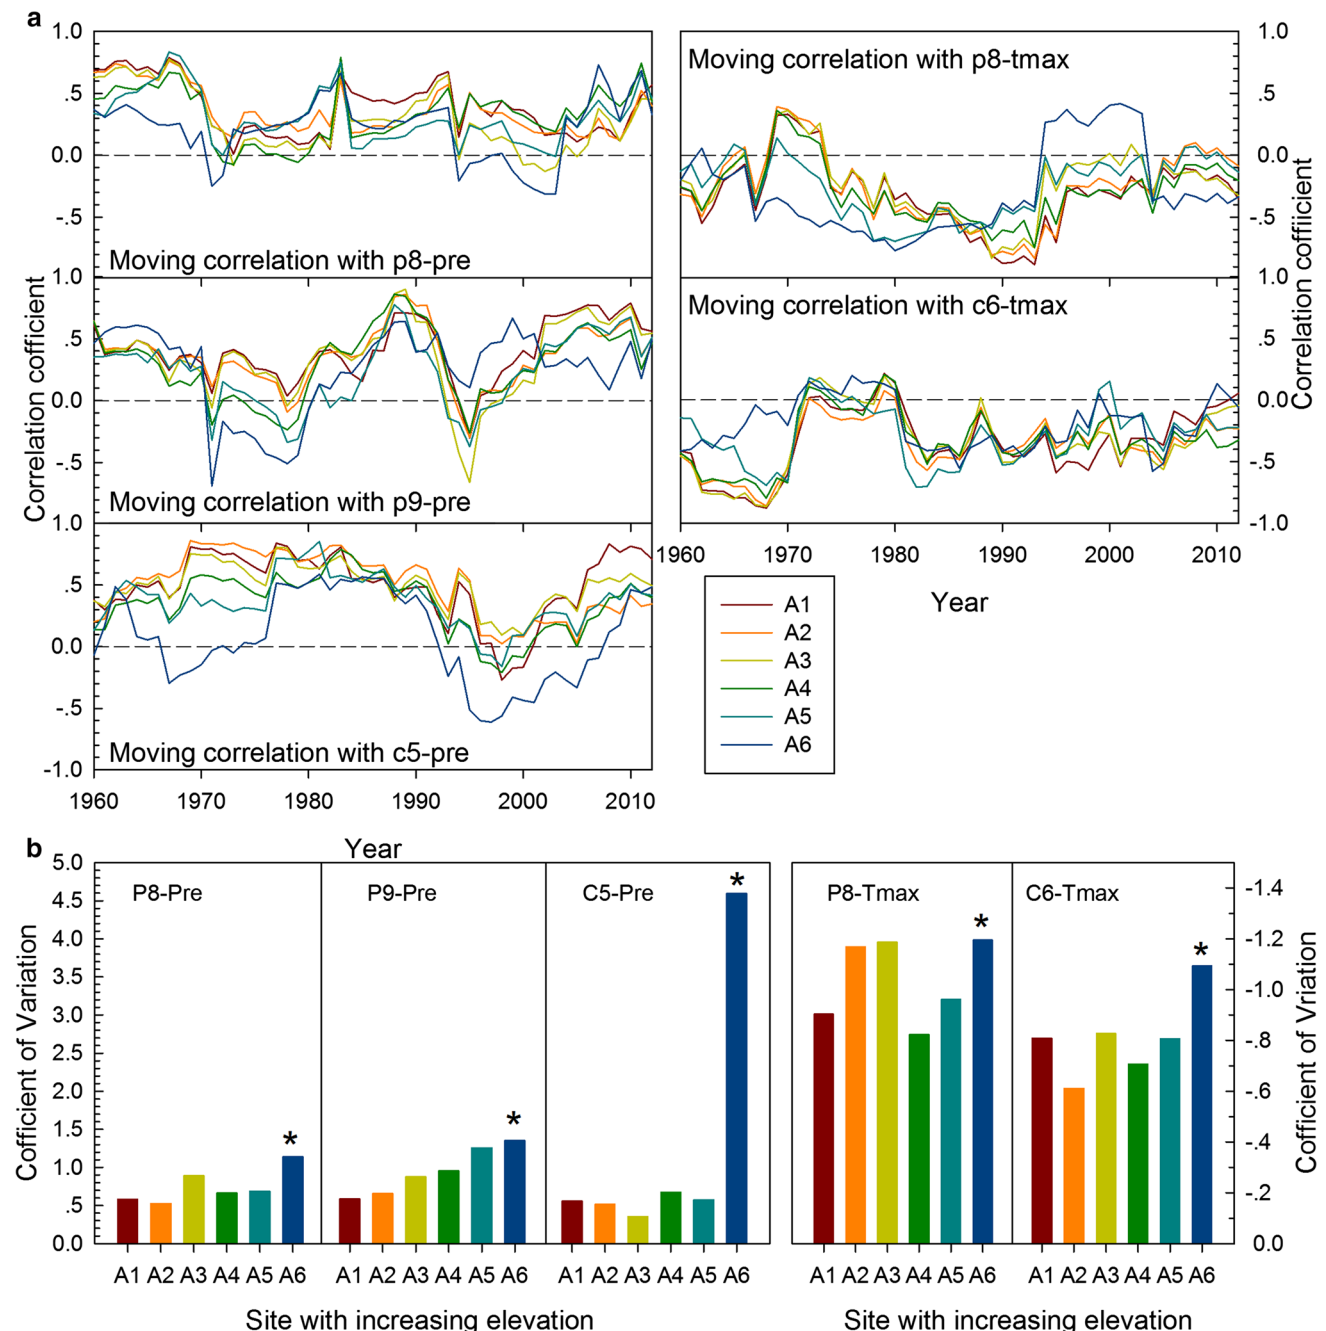 a
1.0
.5
0.0
-.5
Moving correlation with p8-pre
1.0
.5
0.0
-.5
Moving correlation with p9-pre
1.0
.5
0.0
-.5
-1.0
Moving correlation with c5-pre
1960 1970 1980 1990 2000 2010
Year
Correlation cofficient
Moving correlation with p8-tmax
1.0
.5
0.0
-.5
1.0
Moving correlation with c6-tmax
.5
0.0
-.5
-1.0
1960 1970 1980 1990 2000 2010
Year
Correlation coffiicient
A1
A2
A3
A4
A5
A6
b
5.0
4.5
4.0
3.5
3.0
2.5
2.0
1.5
1.0
.5
0.0
Cofficient of Variation
P8-Pre P9-Pre C5-Pre
* * *
A1 A2 A3 A4 A5 A6 A1 A2 A3 A4 A5 A6 A1 A2 A3 A4 A5 A6
Site with increasing elevation
P8-Tmax C6-Tmax
* *
-1.4
-1.2
-1.0
-.8
-.6
-.4
-.2
0.0
Cofficient of Vriation
A1 A2 A3 A4 A5 A6 A1 A2 A3 A4 A5 A6
Site with increasing elevation